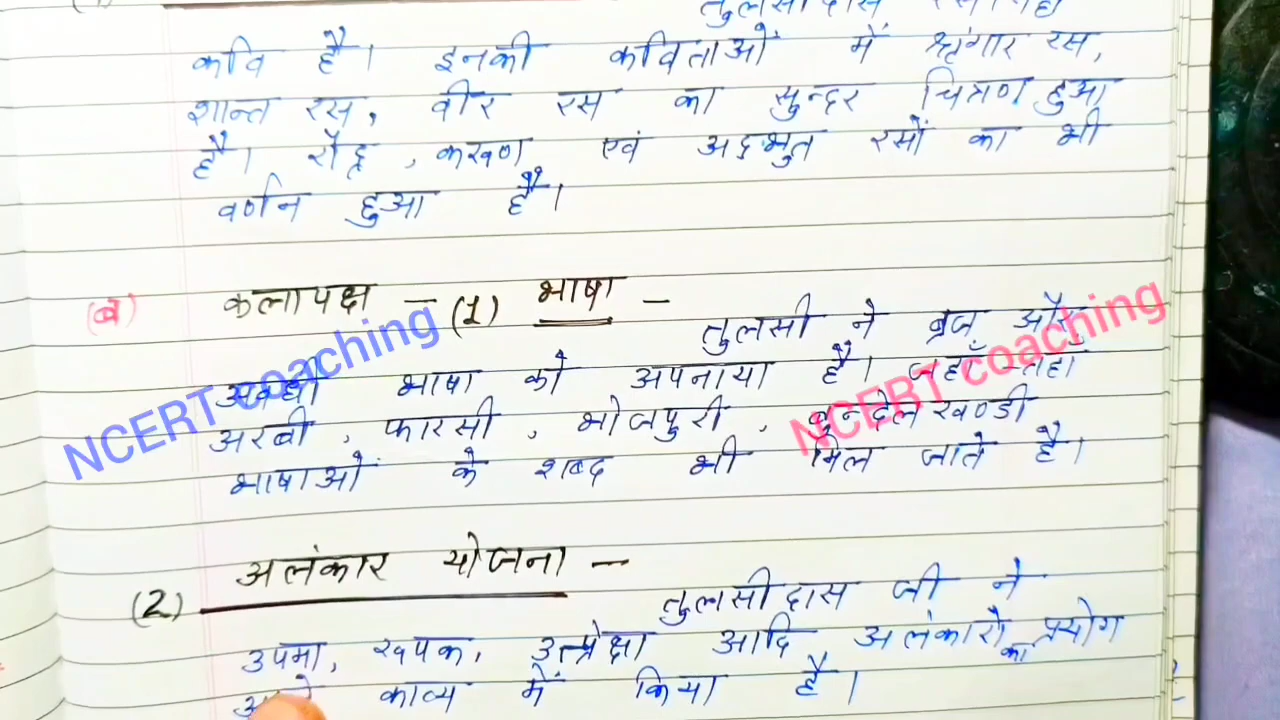 तुलसीदास
कवि है। इनकी कविताओं में श्रृंगार रस,
शान्त रस, वीर रस का सुन्दर चित्रण हुआ
है। रौद्र, करुण एवं अद्भुत रसों का भी
वर्णन हुआ है।
(ब) कलापक्ष – (1) भाषा –
तुलसी ने ब्रज और
अवधी भाषा को अपनाया है। जहाँ-तहाँ
अरबी, फारसी, भोजपुरी, बुन्देलखण्डी
भाषाओं के शब्द भी मिल जाते है।
NCERT coaching
NCERT coaching
(2) अलंकार योजना –
तुलसीदास जी ने
उपमा, रूपक, उत्प्रेक्षा आदि अलंकारो का प्रयोग
काव्य में किया है।